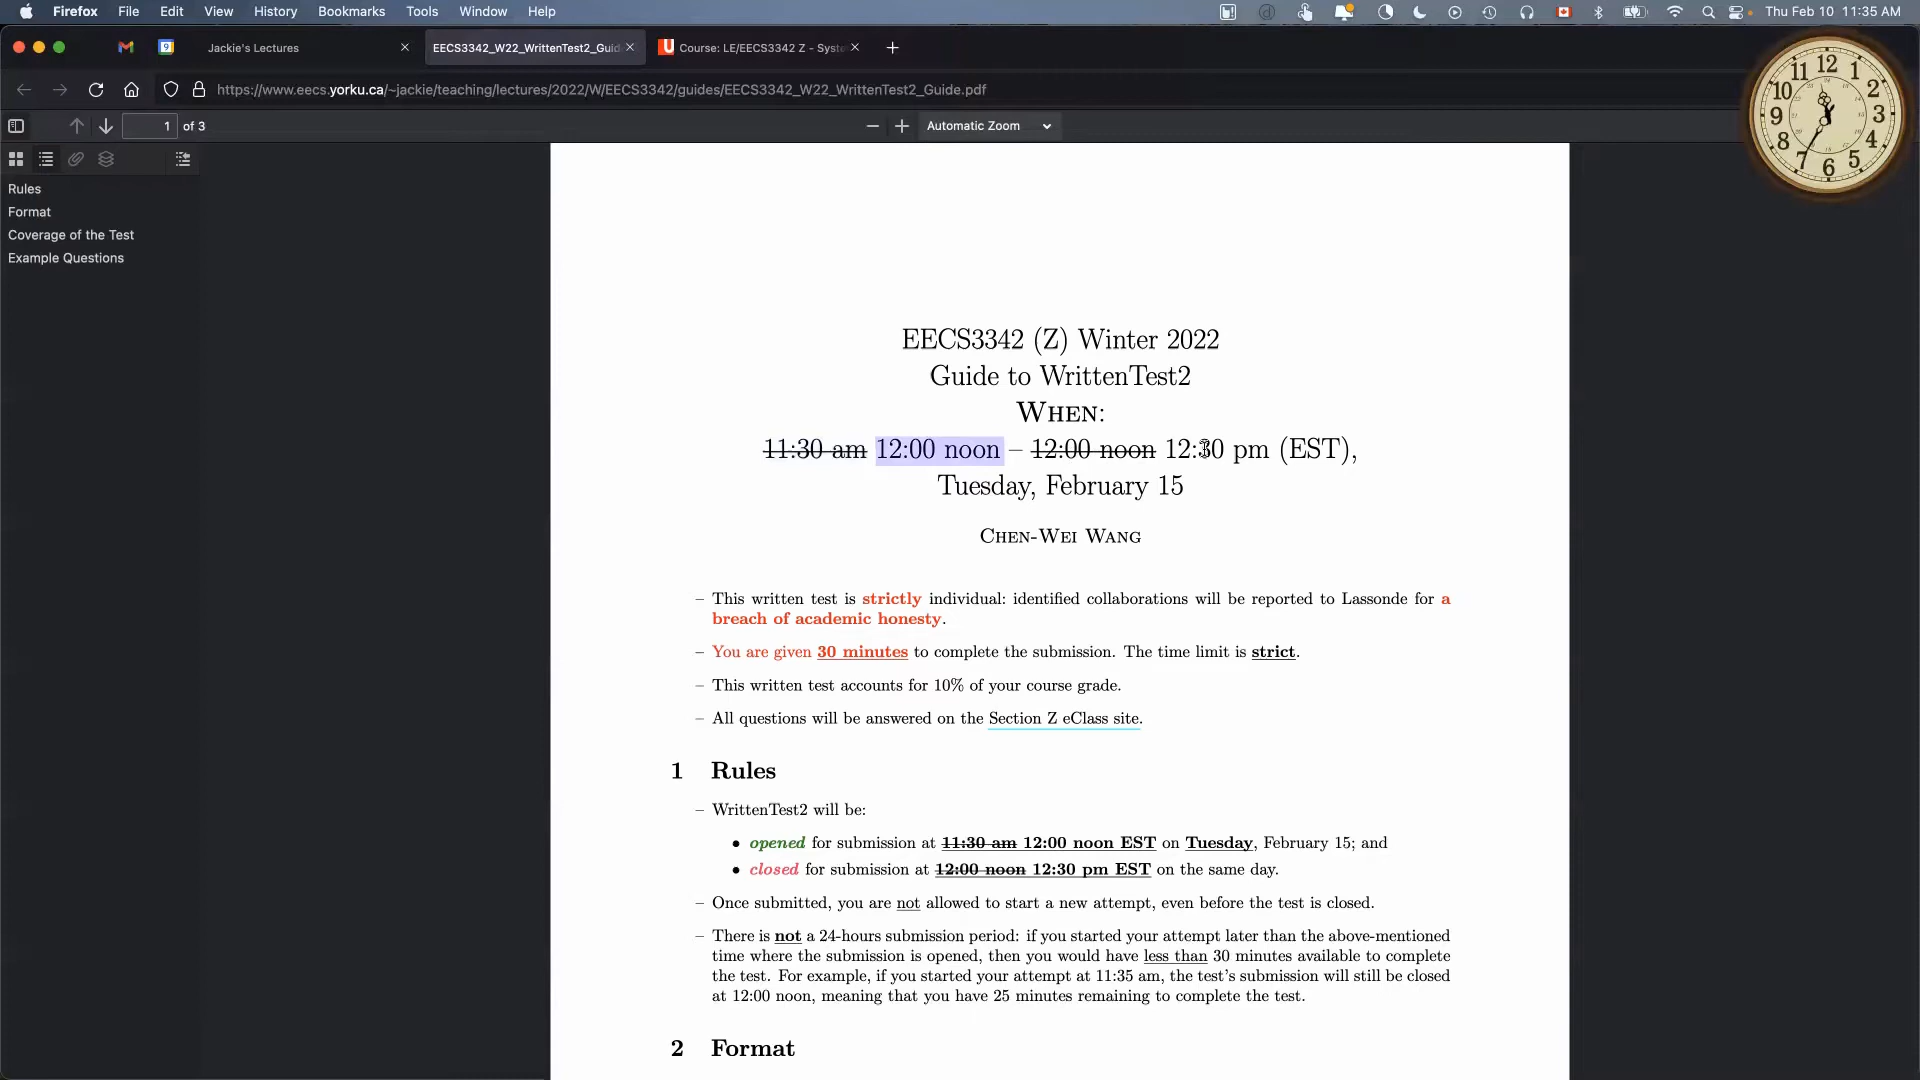 Firefox File Edit View History Bookmarks Tools Window Help Thu Feb 10 11:35 AM
Jackie's Lectures EECS3342_W22_WrittenTest2_Guid Course: LE/EECS3342 Z - Syste
https://www.eecs.yorku.ca/~jackie/teaching/lectures/2022/W/EECS3342/guides/EECS3342_W22_WrittenTest2_Guide.pdf
1 of 3 Automatic Zoom
Rules
Format
Coverage of the Test
Example Questions
12 1 2 3 4 5 6 7 8 9 10 11
EECS3342 (Z) Winter 2022
Guide to WrittenTest2
WHEN:
11:30 am 12:00 noon – 12:00 noon 12:30 pm (EST),
Tuesday, February 15
CHEN-WEI WANG
– This written test is strictly individual: identified collaborations will be reported to Lassonde for a
breach of academic honesty.
– You are given 30 minutes to complete the submission. The time limit is strict.
– This written test accounts for 10% of your course grade.
– All questions will be answered on the Section Z eClass site.
1 Rules
– WrittenTest2 will be:
• opened for submission at 11:30 am 12:00 noon EST on Tuesday, February 15; and
• closed for submission at 12:00 noon 12:30 pm EST on the same day.
– Once submitted, you are not allowed to start a new attempt, even before the test is closed.
– There is not a 24-hours submission period: if you started your attempt later than the above-mentioned
time where the submission is opened, then you would have less than 30 minutes available to complete
the test. For example, if you started your attempt at 11:35 am, the test's submission will still be closed
at 12:00 noon, meaning that you have 25 minutes remaining to complete the test.
2 Format